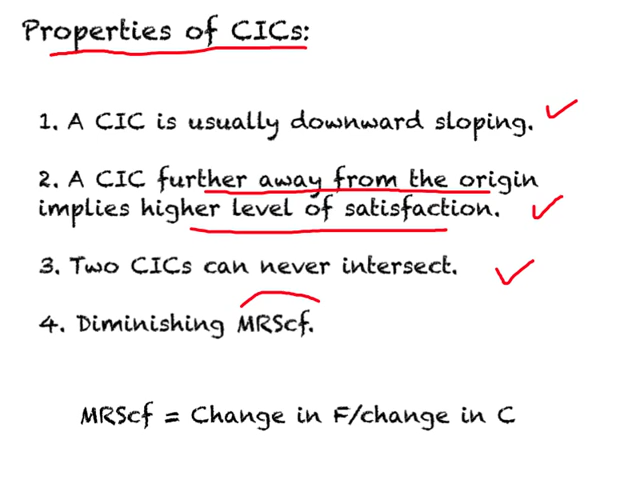 Properties of CICs:
1. A CIC is usually downward sloping.
2. A CIC further away from the origin
implies higher level of satisfaction.
3. Two CICs can never intersect.
4. Diminishing MRScf.
MRScf = Change in F/change in C